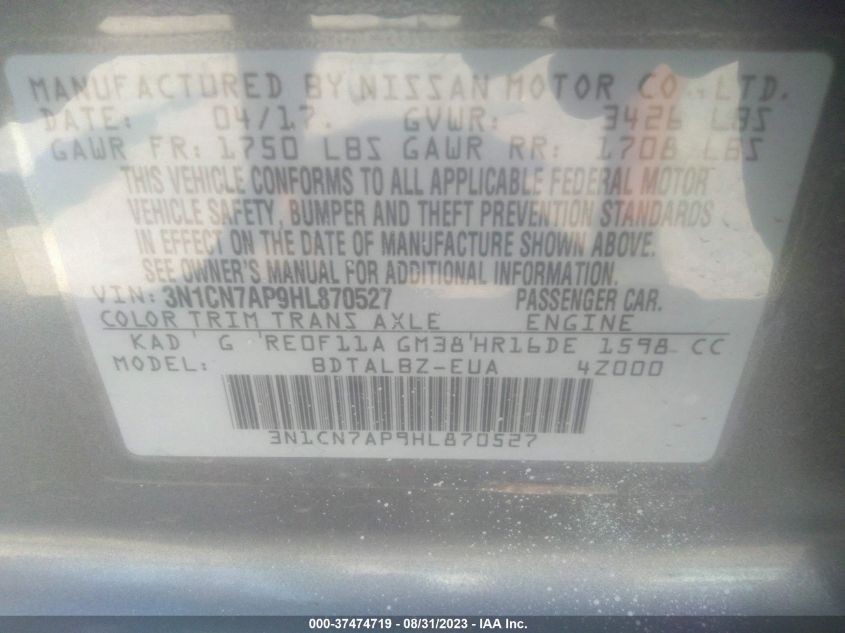 MANUFACTURED BY NISSAN MOTOR CO., LTD.
DATE: 04/17. GVWR: 3426 LBS
GAWR FR: 1750 LBS GAWR RR: 1708 LBS
THIS VEHICLE CONFORMS TO ALL APPLICABLE FEDERAL MOTOR
VEHICLE SAFETY, BUMPER AND THEFT PREVENTION STANDARDS
IN EFFECT ON THE DATE OF MANUFACTURE SHOWN ABOVE.
SEE OWNER'S MANUAL FOR ADDITIONAL INFORMATION
VIN: 3N1CN7AP9HL870527 PASSENGER CAR.
COLOR TRIM TRANS AXLE ENGINE
KAD G RE0F11A GM38 HR16DE 1598 CC
MODEL: BDTALBZ-EUA 4Z000
3N1CN7AP9HL870527
000-37474719 - 08/31/2023 - IAA Inc.